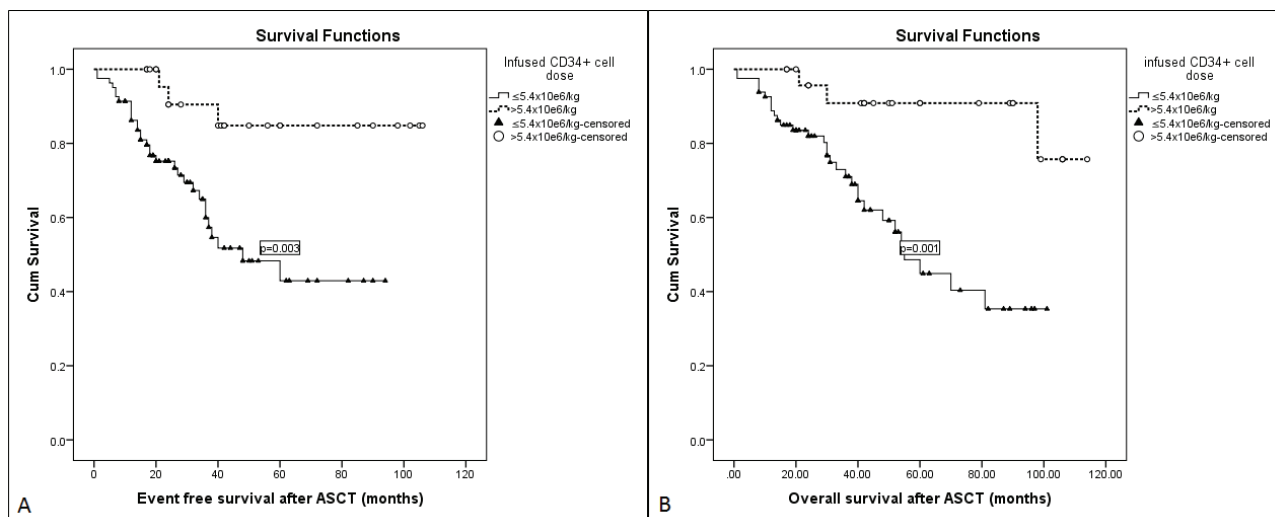 Survival Functions
Infused CD34+ cell
dose
≤5.4x10e6/kg
>5.4x10e6/kg
≤5.4x10e6/kg-censored
>5.4x10e6/kg-censored
1.0
0.8
0.6
0.4
0.2
0.0
Cum Survival
p=0.003
0 20 40 60 80 100 120
Event free survival after ASCT (months)
A
Survival Functions
infused CD34+ cell
dose
≤5.4x10e6/kg
>5.4x10e6/kg
≤5.4x10e6/kg-censored
>5.4x10e6/kg-censored
1.0
0.8
0.6
0.4
0.2
0.0
Cum Survival
p=0.001
.00 20.00 40.00 60.00 80.00 100.00 120.00
Overall survival after ASCT (months)
B